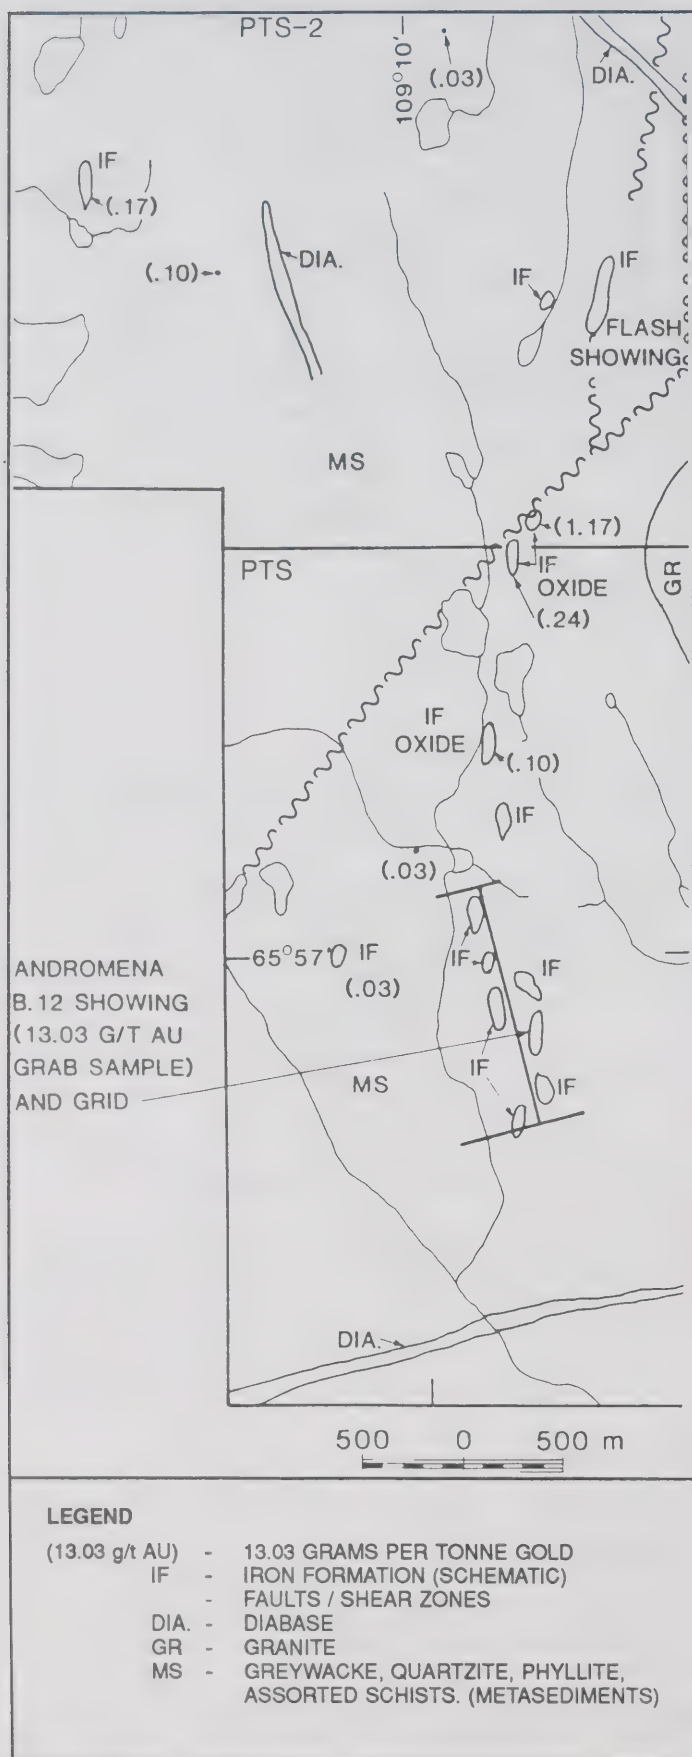 PTS-2
109°10'
(.03)
DIA.
IF
(.17)
(.10)
DIA.
IF
IF
FLASH
SHOWING
MS
(1.17)
PTS
IF
OXIDE
(.24)
GR
IF
OXIDE
(.10)
IF
(.03)
65°57'
IF
(.03)
IF
IF
ANDROMENA
B.12 SHOWING
(13.03 G/T AU
GRAB SAMPLE)
AND GRID
MS
IF
IF
DIA.
500 0 500 m
LEGEND
(13.03 g/t AU) - 13.03 GRAMS PER TONNE GOLD
IF - IRON FORMATION (SCHEMATIC)
- FAULTS / SHEAR ZONES
DIA. - DIABASE
GR - GRANITE
MS - GREYWACKE, QUARTZITE, PHYLLITE,
ASSORTED SCHISTS. (METASEDIMENTS)